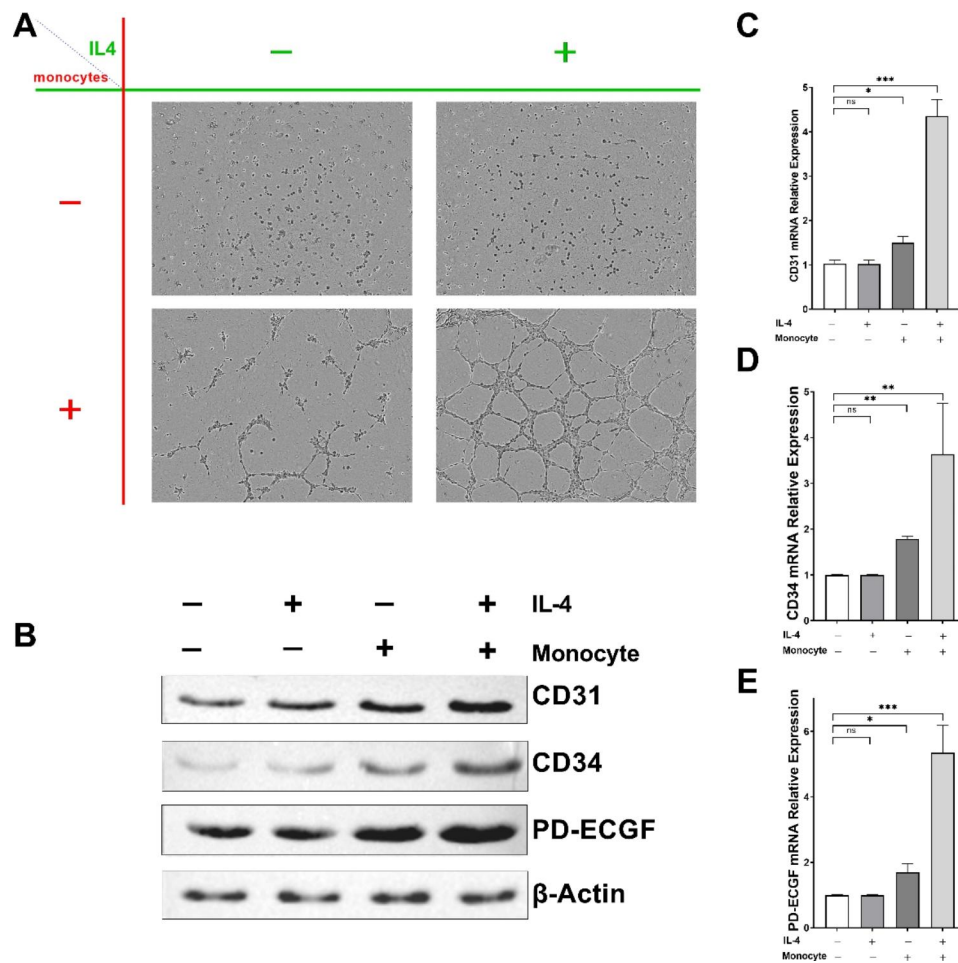 A
IL4
monocytes
− +
−
+
B
− + − + IL-4
− − + + Monocyte
CD31
CD34
PD-ECGF
β-Actin
C
CD31 mRNA Relative Expression
5
4
3
2
1
0
***
*
ns
IL-4 − + − +
Monocyte − − + +
D
CD34 mRNA Relative Expression
5
4
3
2
1
0
**
**
ns
IL-4 − + − +
Monocyte − − + +
E
PD-ECGF mRNA Relative Expression
6
4
2
0
***
*
ns
IL-4 − + − +
Monocyte − − + +